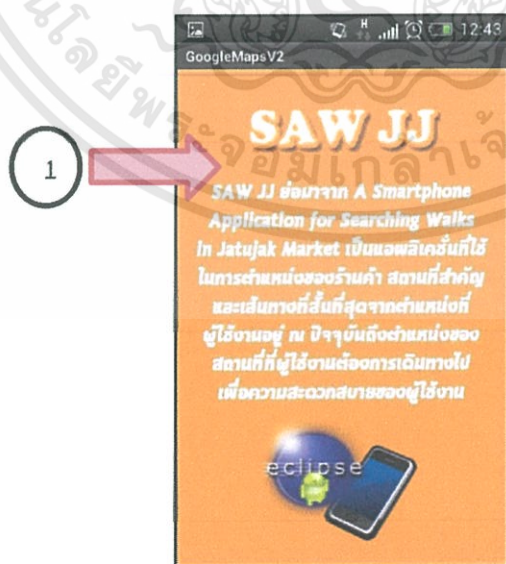 H
12:43
GoogleMapsV2
SAW JJ
1
SAW JJ ย่อมาจาก A Smartphone
Application for Searching Walks
in Jatujak Market เป็นแอพลิเคชั่นที่ใช้
ในการตำแหน่งของร้านค้า สถานที่สำคัญ
และเส้นทางที่สั้นที่สุดจากตำแหน่งที่
ผู้ใช้งานอยู่ ณ ปัจจุบันถึงตำแหน่งของ
สถานที่ที่ผู้ใช้งานต้องการเดินทางไป
เพื่อความสะดวกสบายของผู้ใช้งาน
eclipse